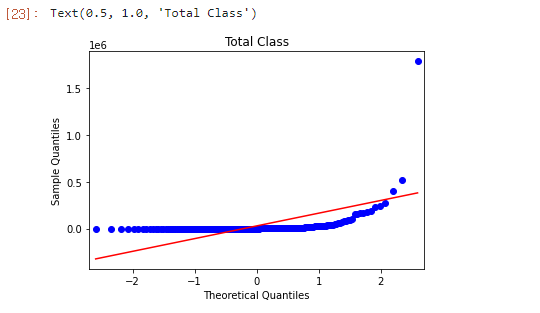 [23]: Text(0.5, 1.0, 'Total Class')
Total Class
1e6
1.5
1.0
0.5
0.0
Sample Quantiles
−2 −1 0 1 2
Theoretical Quantiles